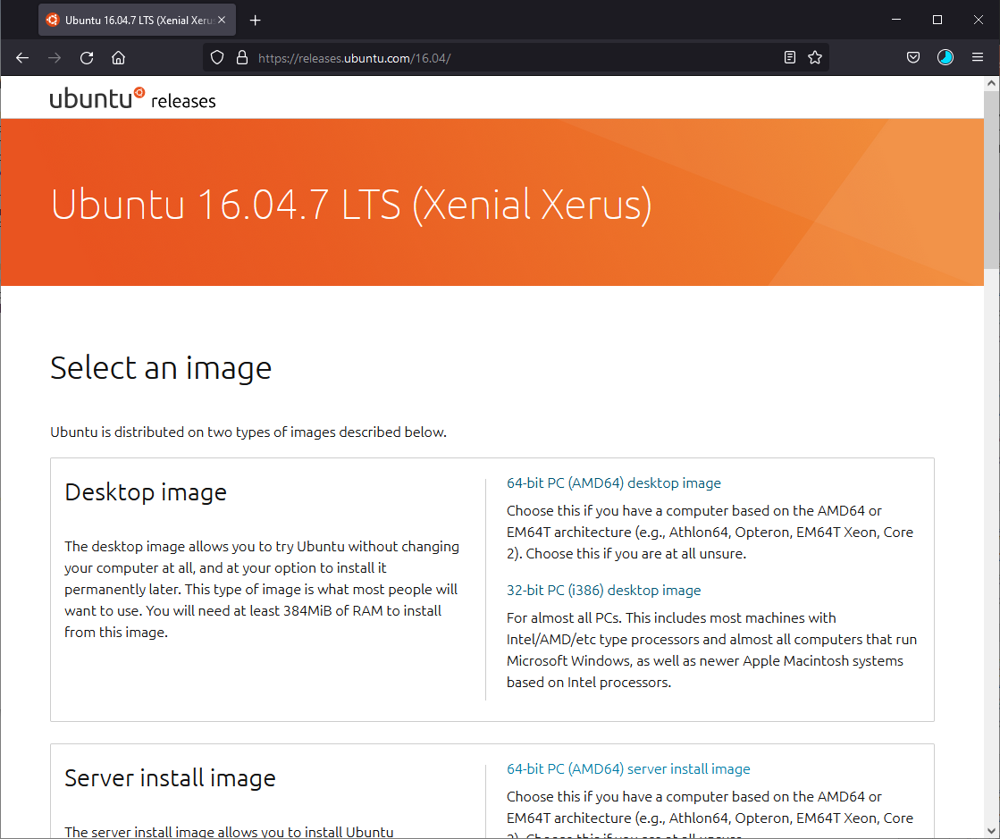 Ubuntu 16.04.7 LTS (Xenial Xerus
https://releases.ubuntu.com/16.04/
ubuntu releases
Ubuntu 16.04.7 LTS (Xenial Xerus)
Select an image
Ubuntu is distributed on two types of images described below.
Desktop image
The desktop image allows you to try Ubuntu without changing
your computer at all, and at your option to install it
permanently later. This type of image is what most people will
want to use. You will need at least 384MiB of RAM to install
from this image.
64-bit PC (AMD64) desktop image
Choose this if you have a computer based on the AMD64 or
EM64T architecture (e.g., Athlon64, Opteron, EM64T Xeon, Core
2). Choose this if you are at all unsure.
32-bit PC (i386) desktop image
For almost all PCs. This includes most machines with
Intel/AMD/etc type processors and almost all computers that run
Microsoft Windows, as well as newer Apple Macintosh systems
based on Intel processors.
Server install image
The server install image allows you to install Ubuntu
64-bit PC (AMD64) server install image
Choose this if you have a computer based on the AMD64 or
EM64T architecture (e.g., Athlon64, Opteron, EM64T Xeon, Core
2). Choose this if you are at all unsure.